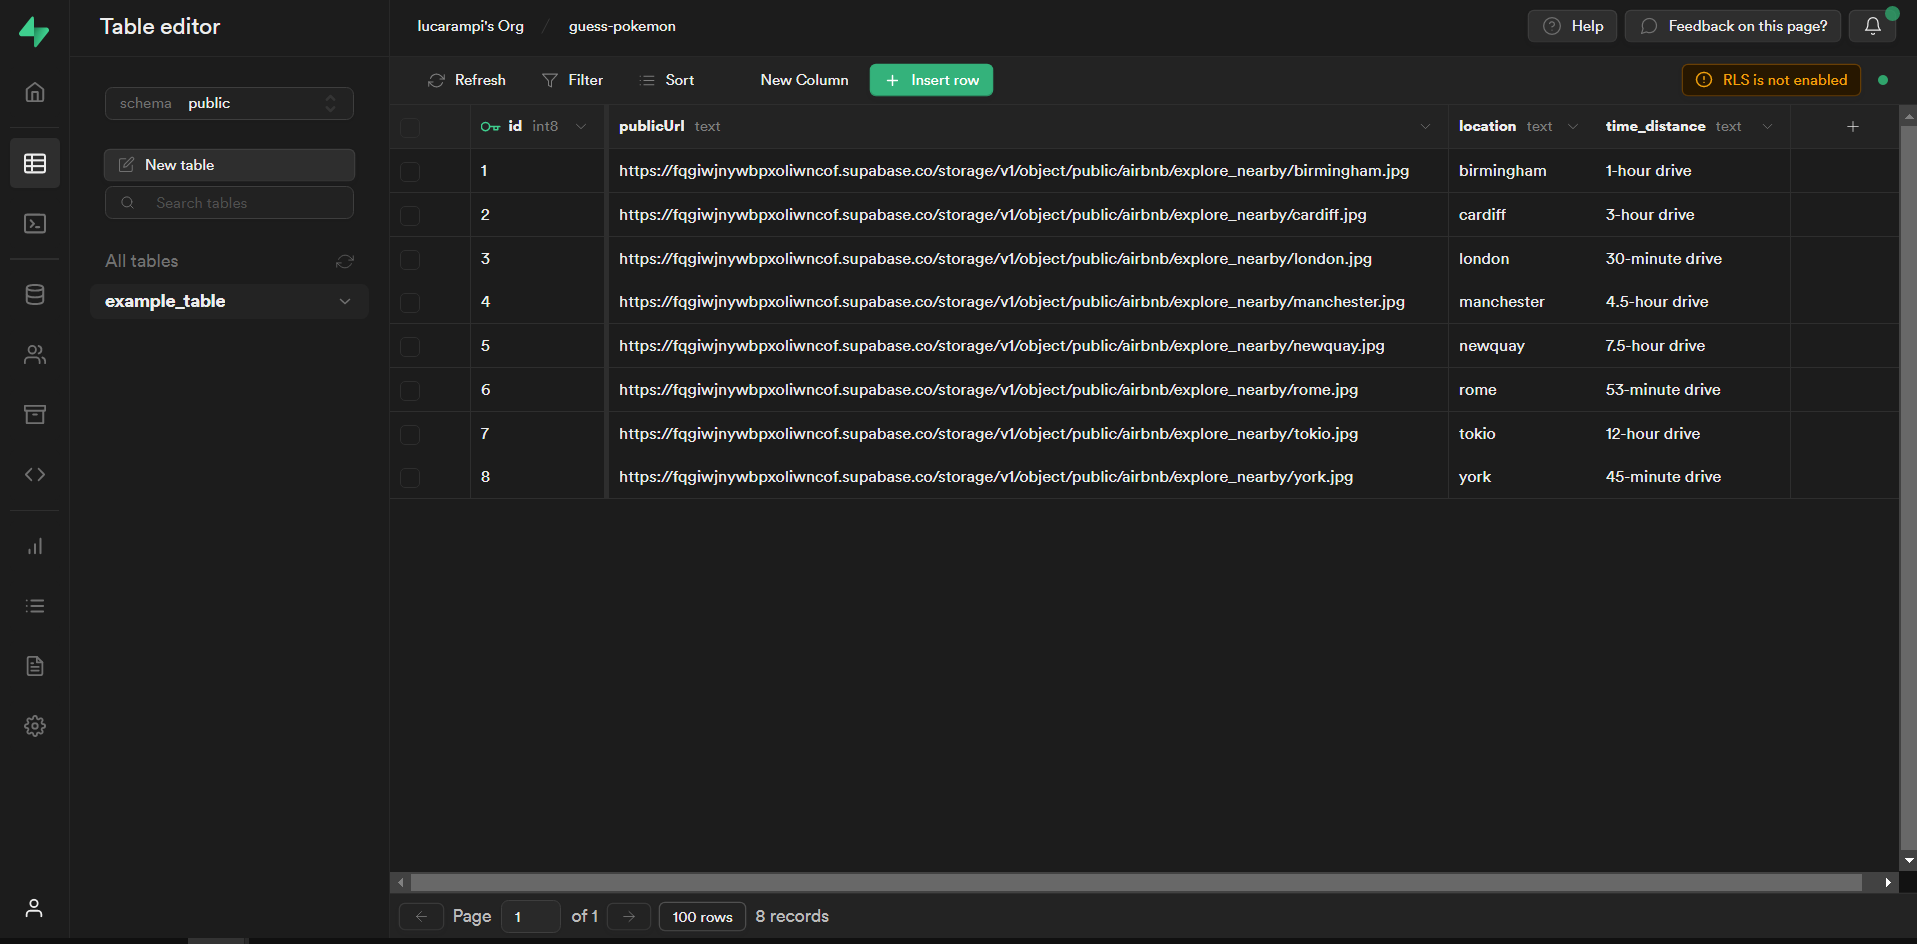 Table editor
lucarampi's Org / guess-pokemon
Help
Feedback on this page?
schema public
New table
Search tables
All tables
example_table
Refresh Filter Sort New Column + Insert row
RLS is not enabled
id int8 publicUrl text location text time_distance text +
1 https://fqgiwjnywbpxoliwncof.supabase.co/storage/v1/object/public/airbnb/explore_nearby/birmingham.jpg birmingham 1-hour drive
2 https://fqgiwjnywbpxoliwncof.supabase.co/storage/v1/object/public/airbnb/explore_nearby/cardiff.jpg cardiff 3-hour drive
3 https://fqgiwjnywbpxoliwncof.supabase.co/storage/v1/object/public/airbnb/explore_nearby/london.jpg london 30-minute drive
4 https://fqgiwjnywbpxoliwncof.supabase.co/storage/v1/object/public/airbnb/explore_nearby/manchester.jpg manchester 4.5-hour drive
5 https://fqgiwjnywbpxoliwncof.supabase.co/storage/v1/object/public/airbnb/explore_nearby/newquay.jpg newquay 7.5-hour drive
6 https://fqgiwjnywbpxoliwncof.supabase.co/storage/v1/object/public/airbnb/explore_nearby/rome.jpg rome 53-minute drive
7 https://fqgiwjnywbpxoliwncof.supabase.co/storage/v1/object/public/airbnb/explore_nearby/tokio.jpg tokio 12-hour drive
8 https://fqgiwjnywbpxoliwncof.supabase.co/storage/v1/object/public/airbnb/explore_nearby/york.jpg york 45-minute drive
Page 1 of 1 100 rows 8 records